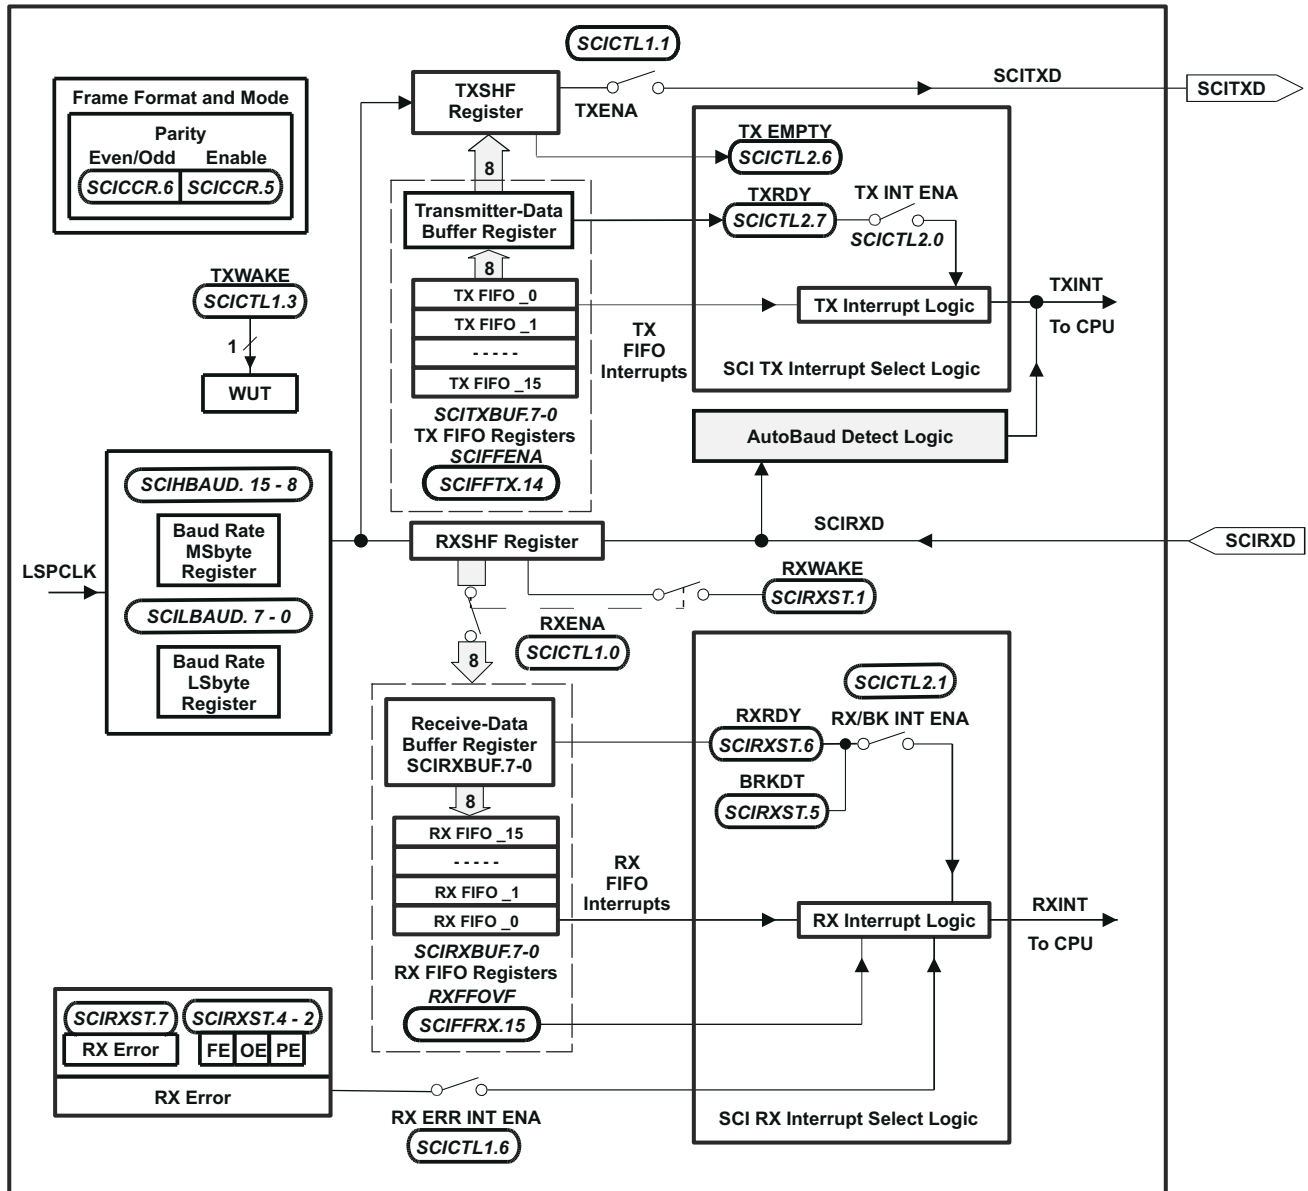 SCICTL1.1
TXSHF
Register
TXENA
SCITXD
SCITXD
Frame Format and Mode
Parity
Even/Odd Enable
SCICCR.6 SCICCR.5
TX EMPTY
SCICTL2.6
8
Transmitter-Data
Buffer Register
TXRDY
SCICTL2.7
TX INT ENA
SCICTL2.0
8
TXWAKE
SCICTL1.3
1
WUT
TX FIFO _0
TX FIFO _1
- - - - -
TX FIFO _15
TX
FIFO
Interrupts
TX Interrupt Logic
TXINT
To CPU
SCI TX Interrupt Select Logic
SCITXBUF.7-0
TX FIFO Registers
SCIFFENA
SCIFFTX.14
AutoBaud Detect Logic
LSPCLK
SCIHBAUD. 15 - 8
Baud Rate
MSbyte
Register
SCILBAUD. 7 - 0
Baud Rate
LSbyte
Register
RXSHF Register
SCIRXD
SCIRXD
RXWAKE
SCIRXST.1
RXENA
SCICTL1.0
8
Receive-Data
Buffer Register
SCIRXBUF.7-0
8
SCICTL2.1
RXRDY
SCIRXST.6
RX/BK INT ENA
BRKDT
SCIRXST.5
RX FIFO _15
- - - - -
RX FIFO _1
RX FIFO _0
RX
FIFO
Interrupts
RX Interrupt Logic
RXINT
To CPU
SCIRXBUF.7-0
RX FIFO Registers
RXFFOVF
SCIFFRX.15
SCIRXST.7 SCIRXST.4 - 2
RX Error FE OE PE
RX Error
RX ERR INT ENA
SCICTL1.6
SCI RX Interrupt Select Logic